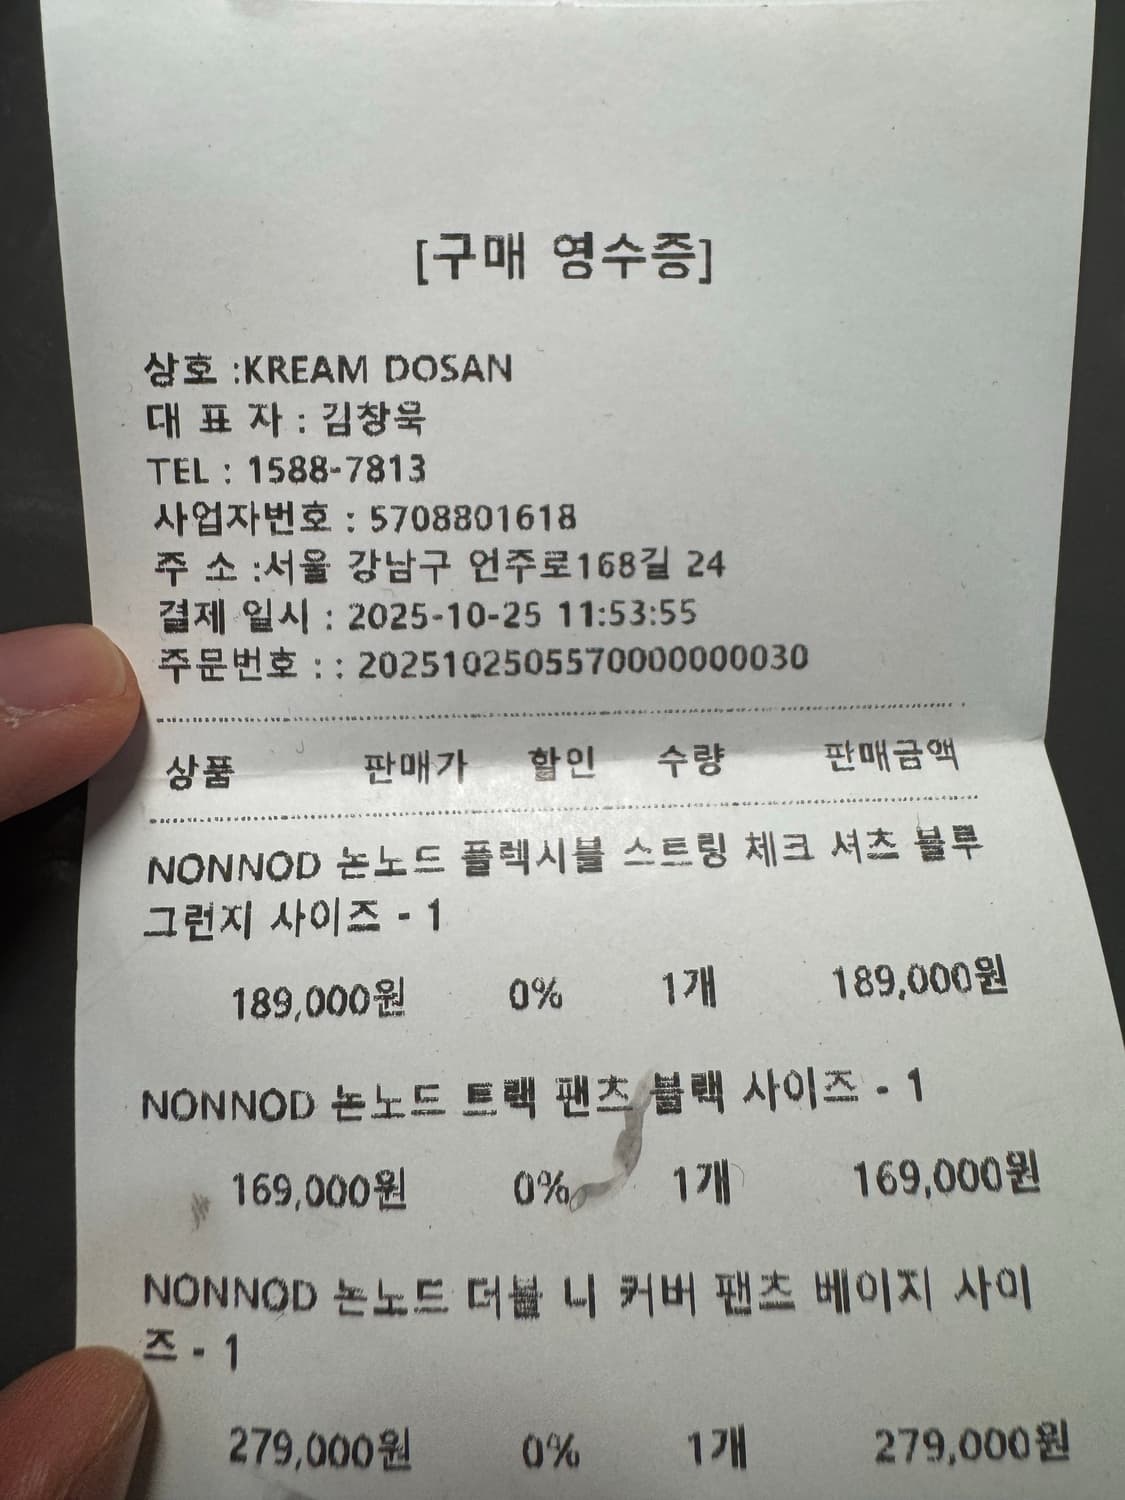 [구매 영수증]
상호 :KREAM DOSAN
대 표 자 : 김창욱
TEL : 1588-7813
사업자번호 : 5708801618
주 소 :서울 강남구 언주로168길 24
결제 일시 : 2025-10-25 11:53:55
주문번호 : : 20251025055700000000030
상품 판매가 할인 수량 판매금액
NONNOD 논노드 플렉시블 스트링 체크 셔츠 블루
그런지 사이즈 - 1
189,000원 0% 1개 189,000원
NONNOD 논노드 트랙 팬츠 블랙 사이즈 - 1
169,000원 0% 1개 169,000원
NONNOD 논노드 더블 니 커버 팬츠 베이지 사이
즈 - 1
279,000원 0% 1개 279,000원